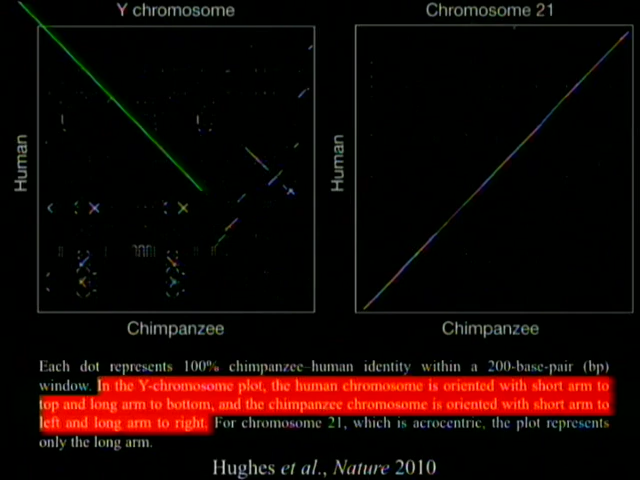 Y chromosome
Chromosome 21
Human
Human
Chimpanzee
Chimpanzee
Each dot represents 100% chimpanzee–human identity within a 200-base-pair (bp)
window. In the Y-chromosome plot, the human chromosome is oriented with short arm to
top and long arm to bottom, and the chimpanzee chromosome is oriented with short arm to
left and long arm to right. For chromosome 21, which is acrocentric, the plot represents
only the long arm.
Hughes et al., Nature 2010